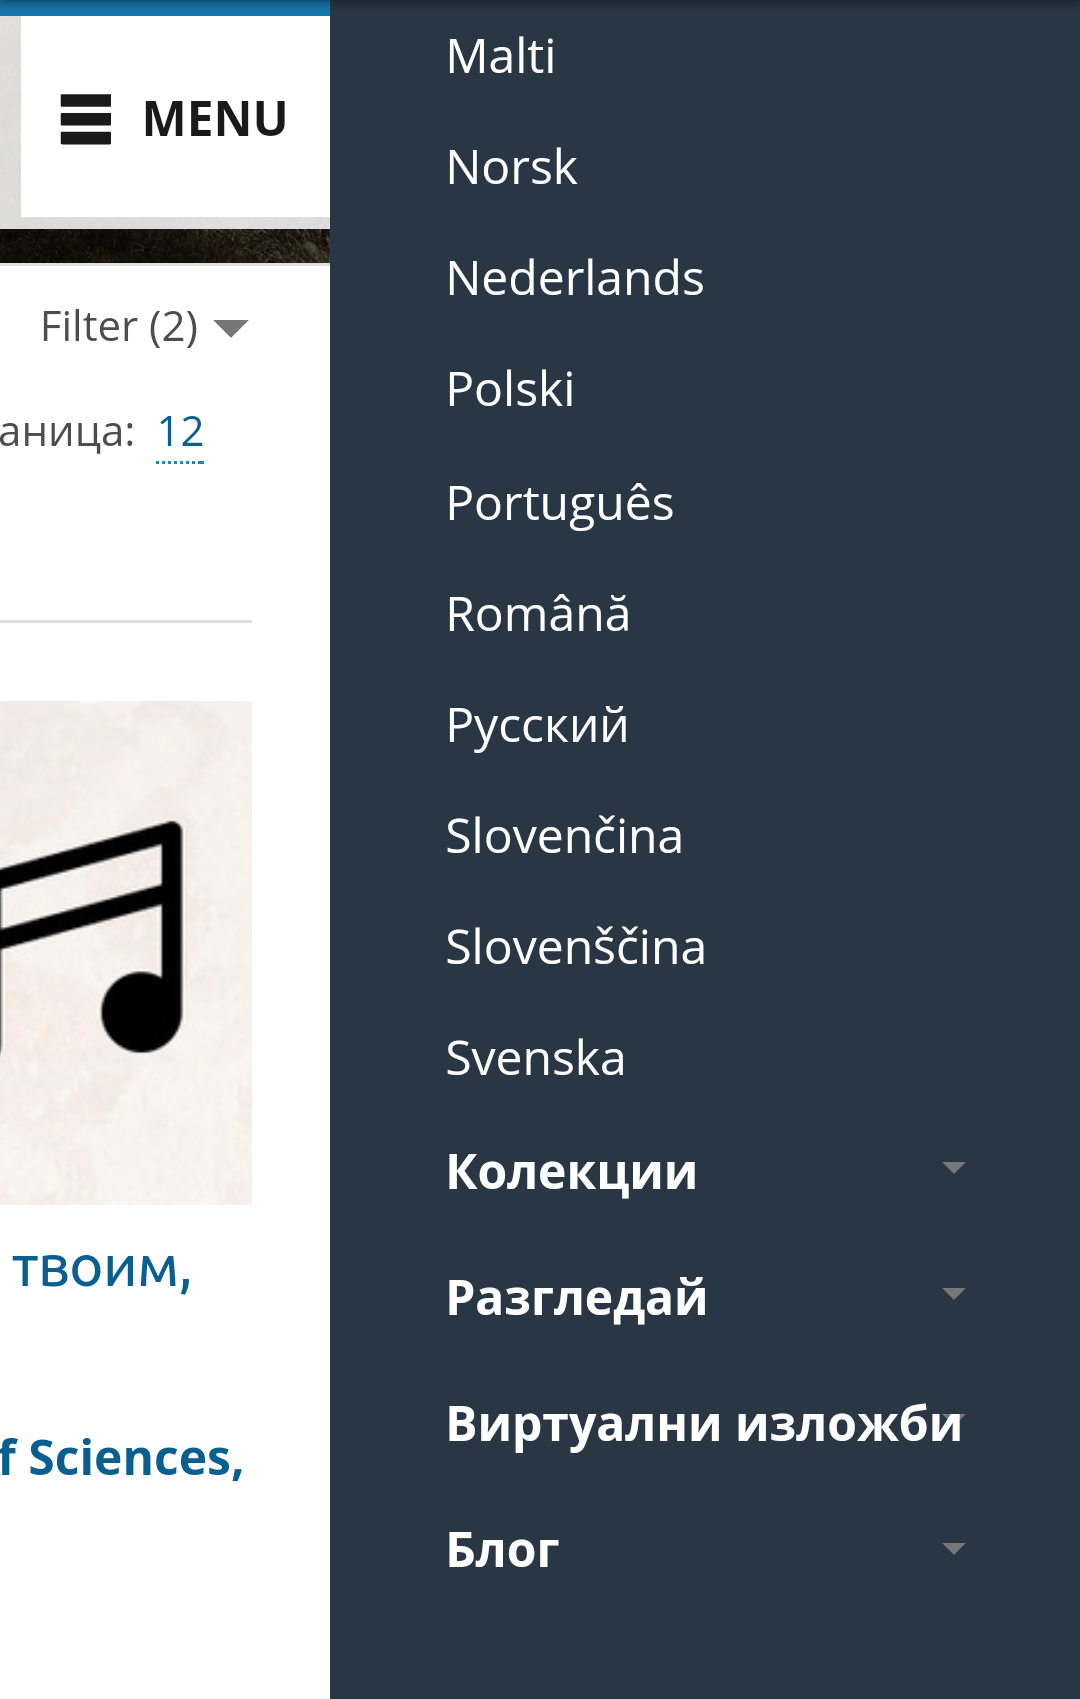 MENU
Filter (2)
аница: 12
твоим,
f Sciences,
Malti
Norsk
Nederlands
Polski
Português
Română
Русский
Slovenčina
Slovenščina
Svenska
Колекции
Разгледай
Виртуални изложби
Блог